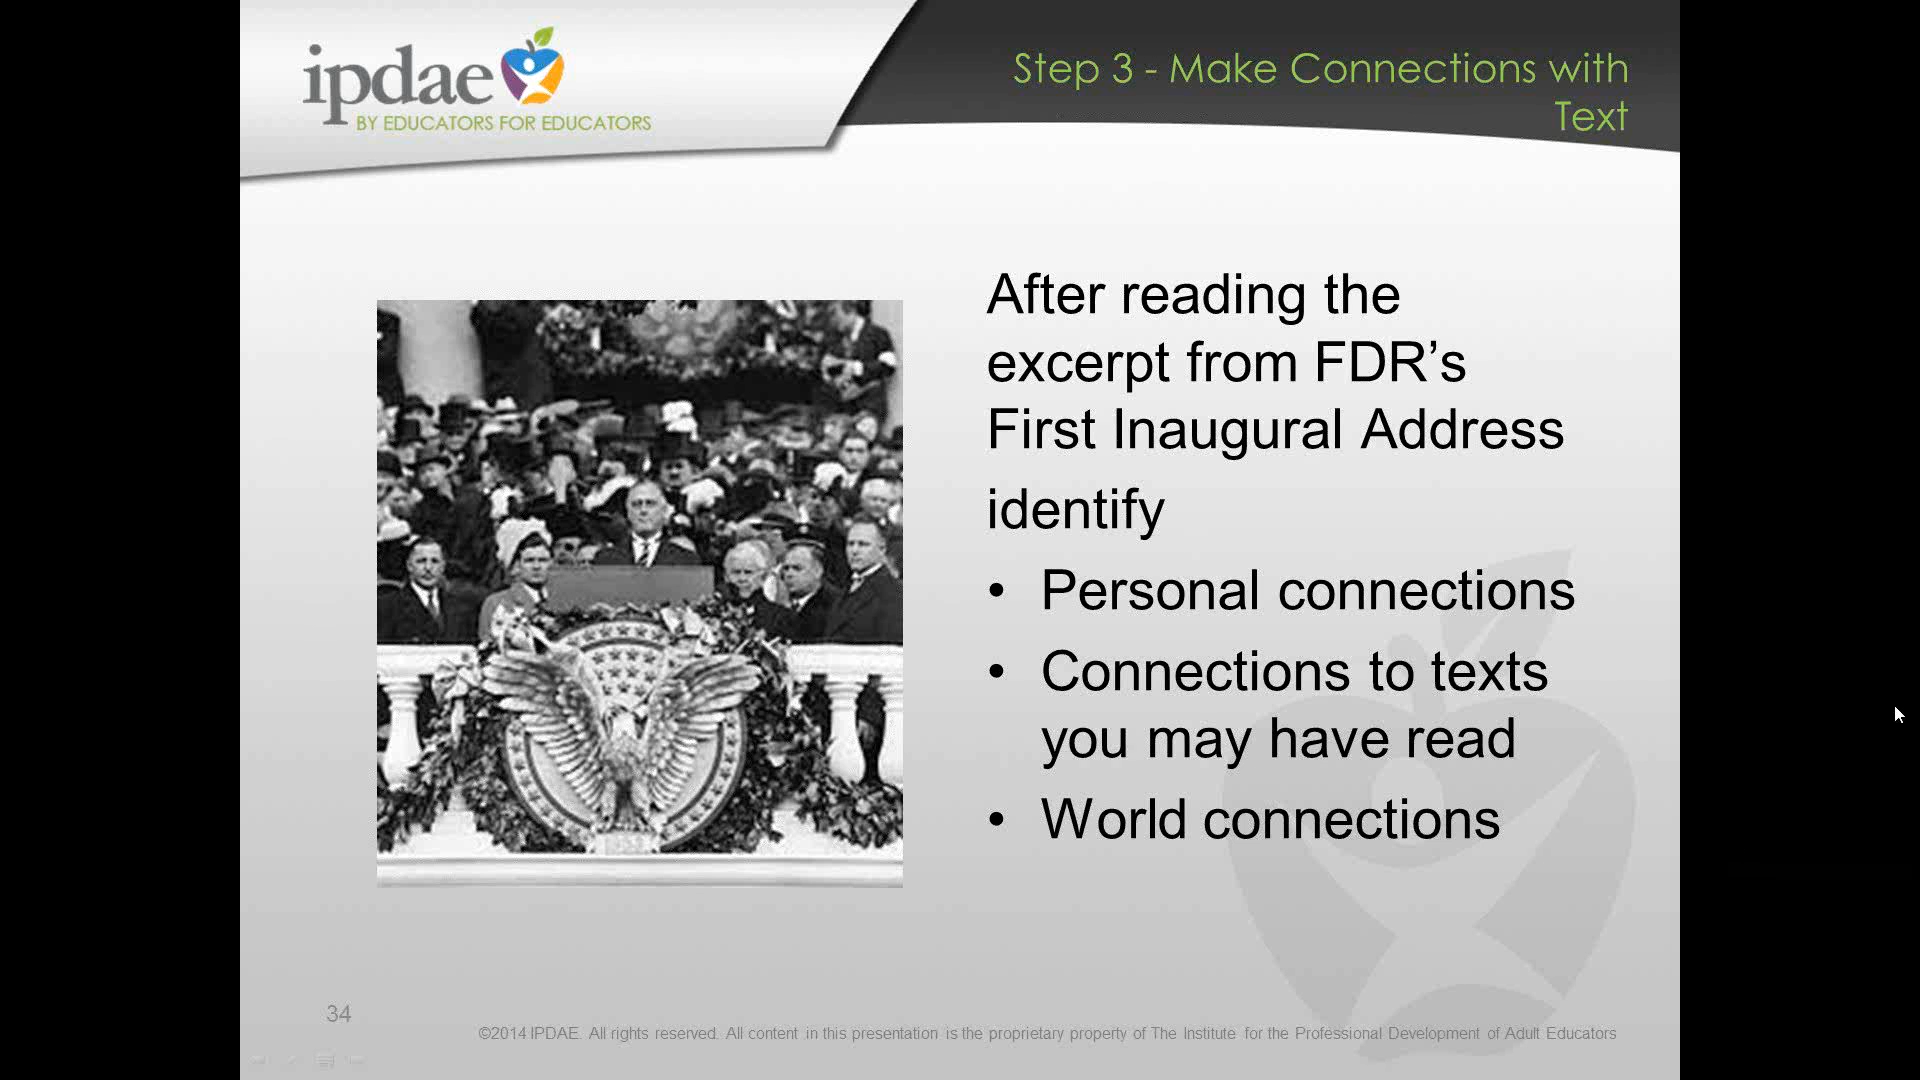 ipdae
BY EDUCATORS FOR EDUCATORS
Step 3 - Make Connections with
Text
After reading the
excerpt from FDR’s
First Inaugural Address
identify
• Personal connections
• Connections to texts
you may have read
• World connections
34
©2014 IPDAE. All rights reserved. All content in this presentation is the proprietary property of The Institute for the Professional Development of Adult Educators